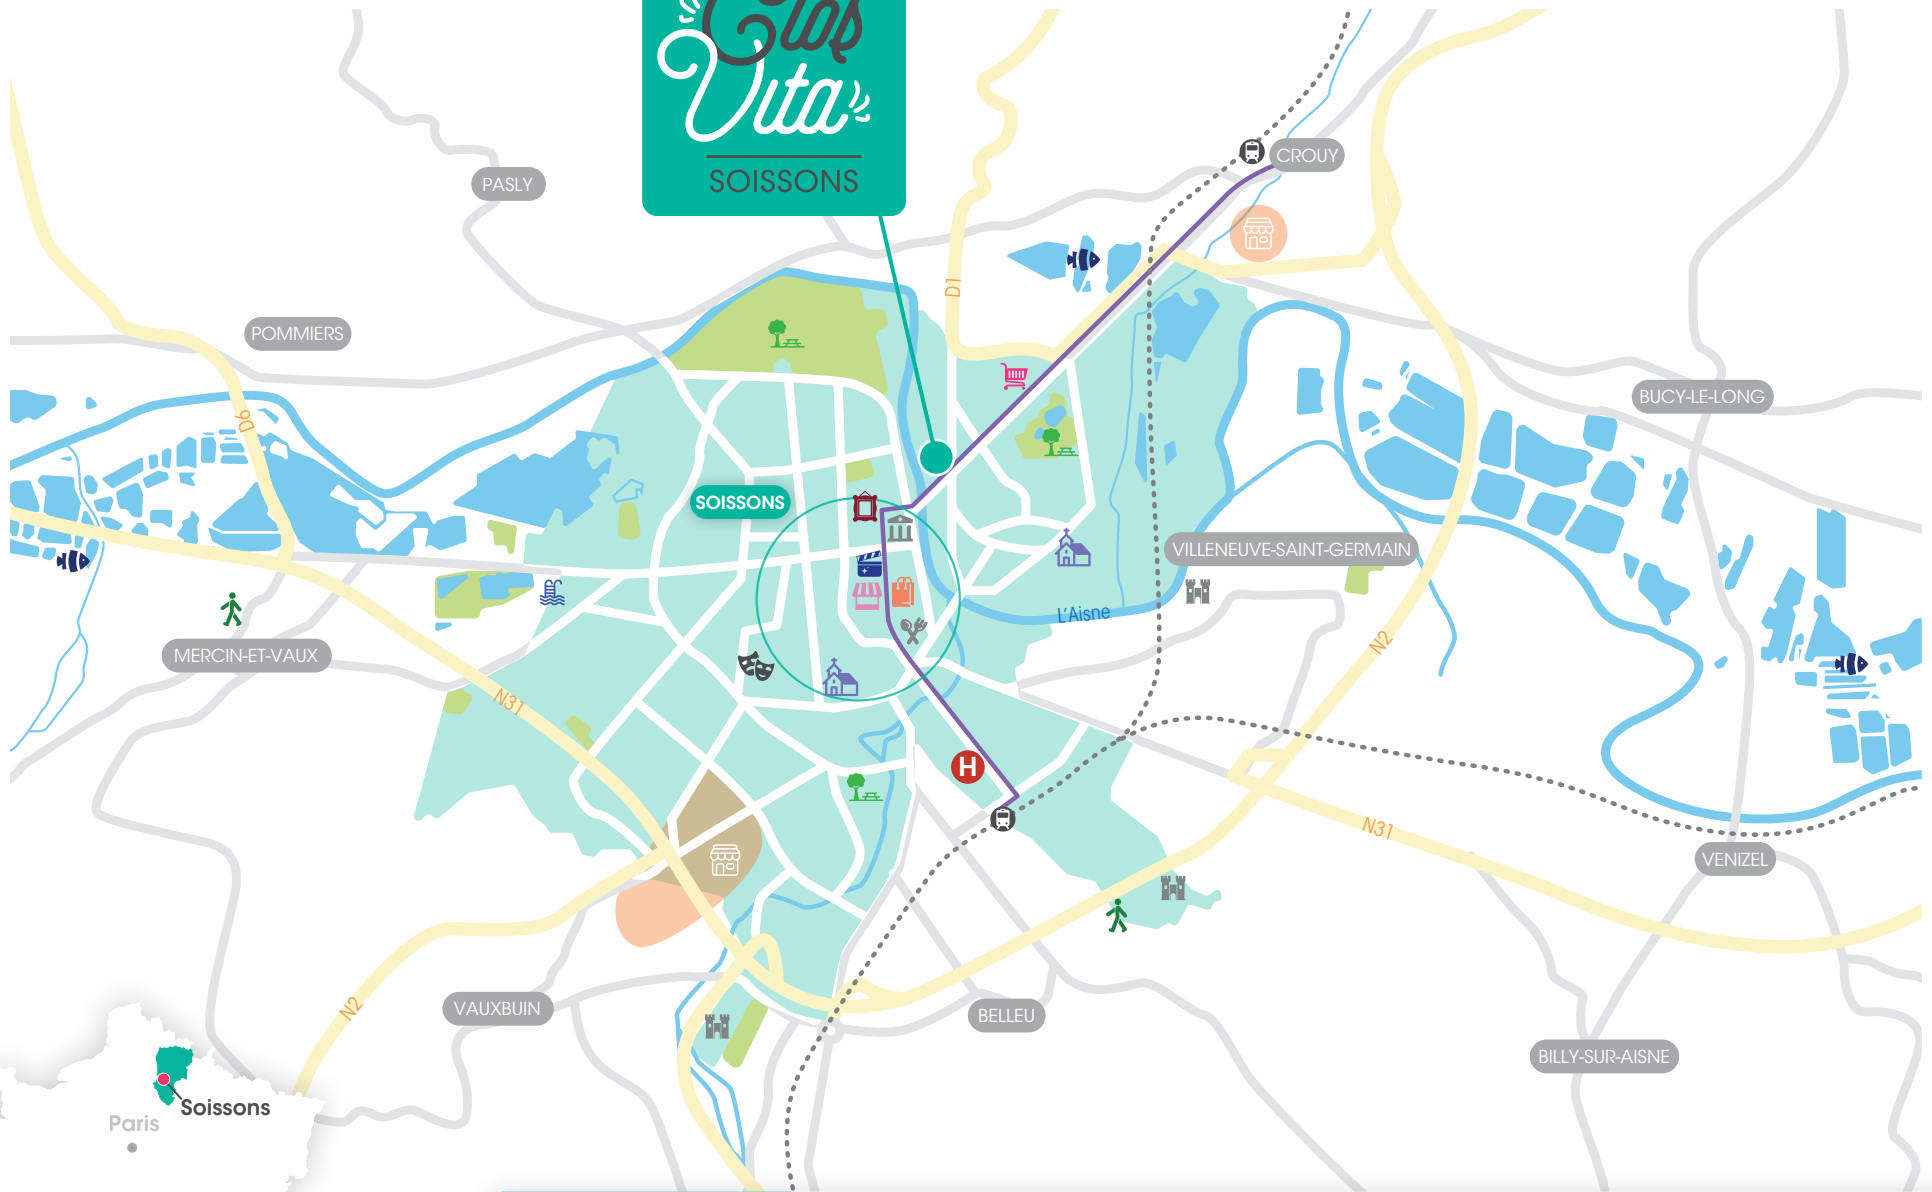 Clos
Vita
SOISSONS
CROUY
PASLY
D1
POMMIERS
BUCY-LE-LONG
D6
SOISSONS
VILLENEUVE-SAINT-GERMAIN
L'Aisne
N2
MERCIN-ET-VAUX
N31
H
N31
VENIZEL
N2
VAUXBUIN
BELLEU
BILLY-SUR-AISNE
Soissons
Paris